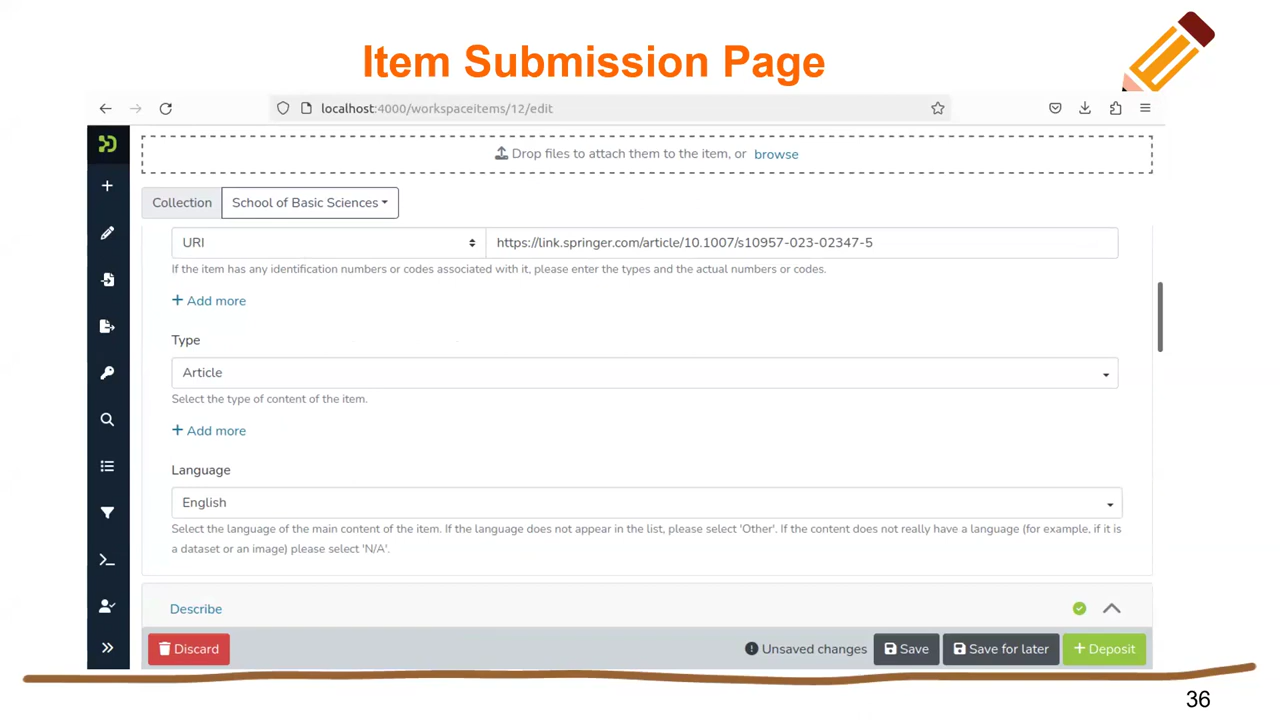 Item Submission Page
localhost:4000/workspaceitems/12/edit
Drop files to attach them to the item, or browse
Collection School of Basic Sciences
URI https://link.springer.com/article/10.1007/s10957-023-02347-5
If the item has any identification numbers or codes associated with it, please enter the types and the actual numbers or codes.
+ Add more
Type
Article
Select the type of content of the item.
+ Add more
Language
English
Select the language of the main content of the item. If the language does not appear in the list, please select 'Other'. If the content does not really have a language (for example, if it is
a dataset or an image) please select 'N/A'.
Describe
Discard Unsaved changes Save Save for later + Deposit
36